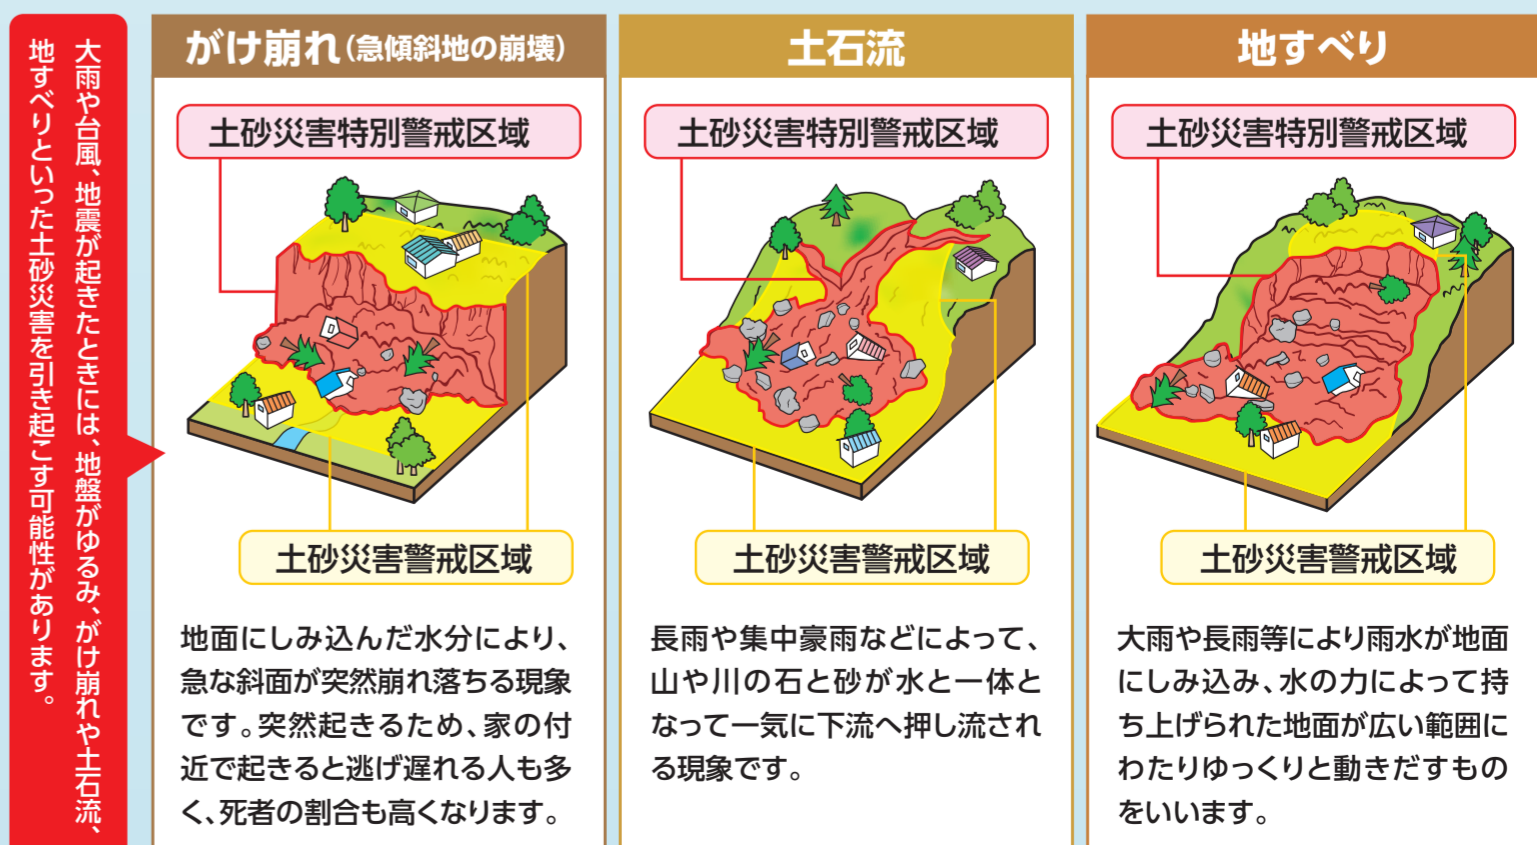 大雨や台風、地震が起きたときには、地盤がゆるみ、がけ崩れや土石流、
地すべりといった土砂災害を引き起こす可能性があります。
がけ崩れ(急傾斜地の崩壊)
土砂災害特別警戒区域
土砂災害警戒区域
地面にしみ込んだ水分により、
急な斜面が突然崩れ落ちる現象
です。突然起きるため、家の付
近で起きると逃げ遅れる人も多
く、死者の割合も高くなります。
土石流
土砂災害特別警戒区域
土砂災害警戒区域
長雨や集中豪雨などによって、
山や川の石と砂が水と一体と
なって一気に下流へ押し流され
る現象です。
地すべり
土砂災害特別警戒区域
土砂災害警戒区域
大雨や長雨等により雨水が地面
にしみ込み、水の力によって持
ち上げられた地面が広い範囲に
わたりゆっくりと動きだすもの
をいいます。